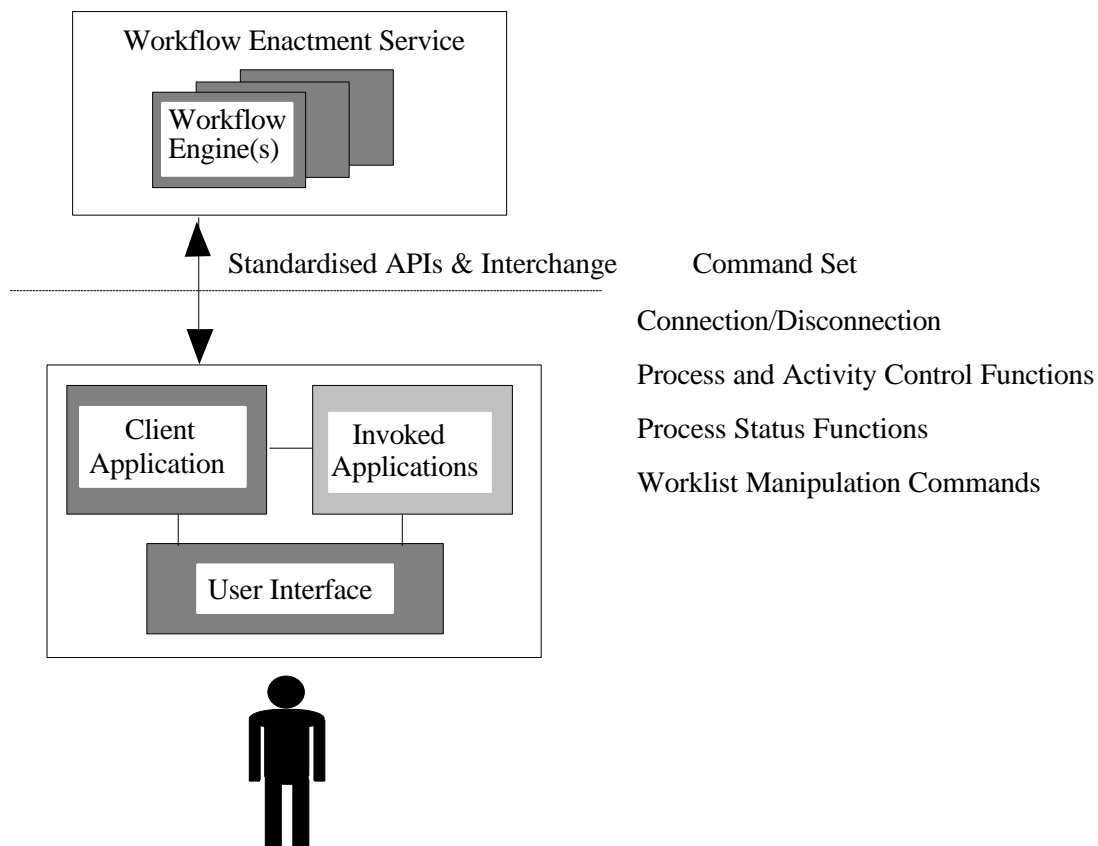 Workflow Enactment Service
Workflow
Engine(s)
Standardised APIs & Interchange
Command Set
Connection/Disconnection
Process and Activity Control Functions
Process Status Functions
Worklist Manipulation Commands
Client
Application
Invoked
Applications
User Interface